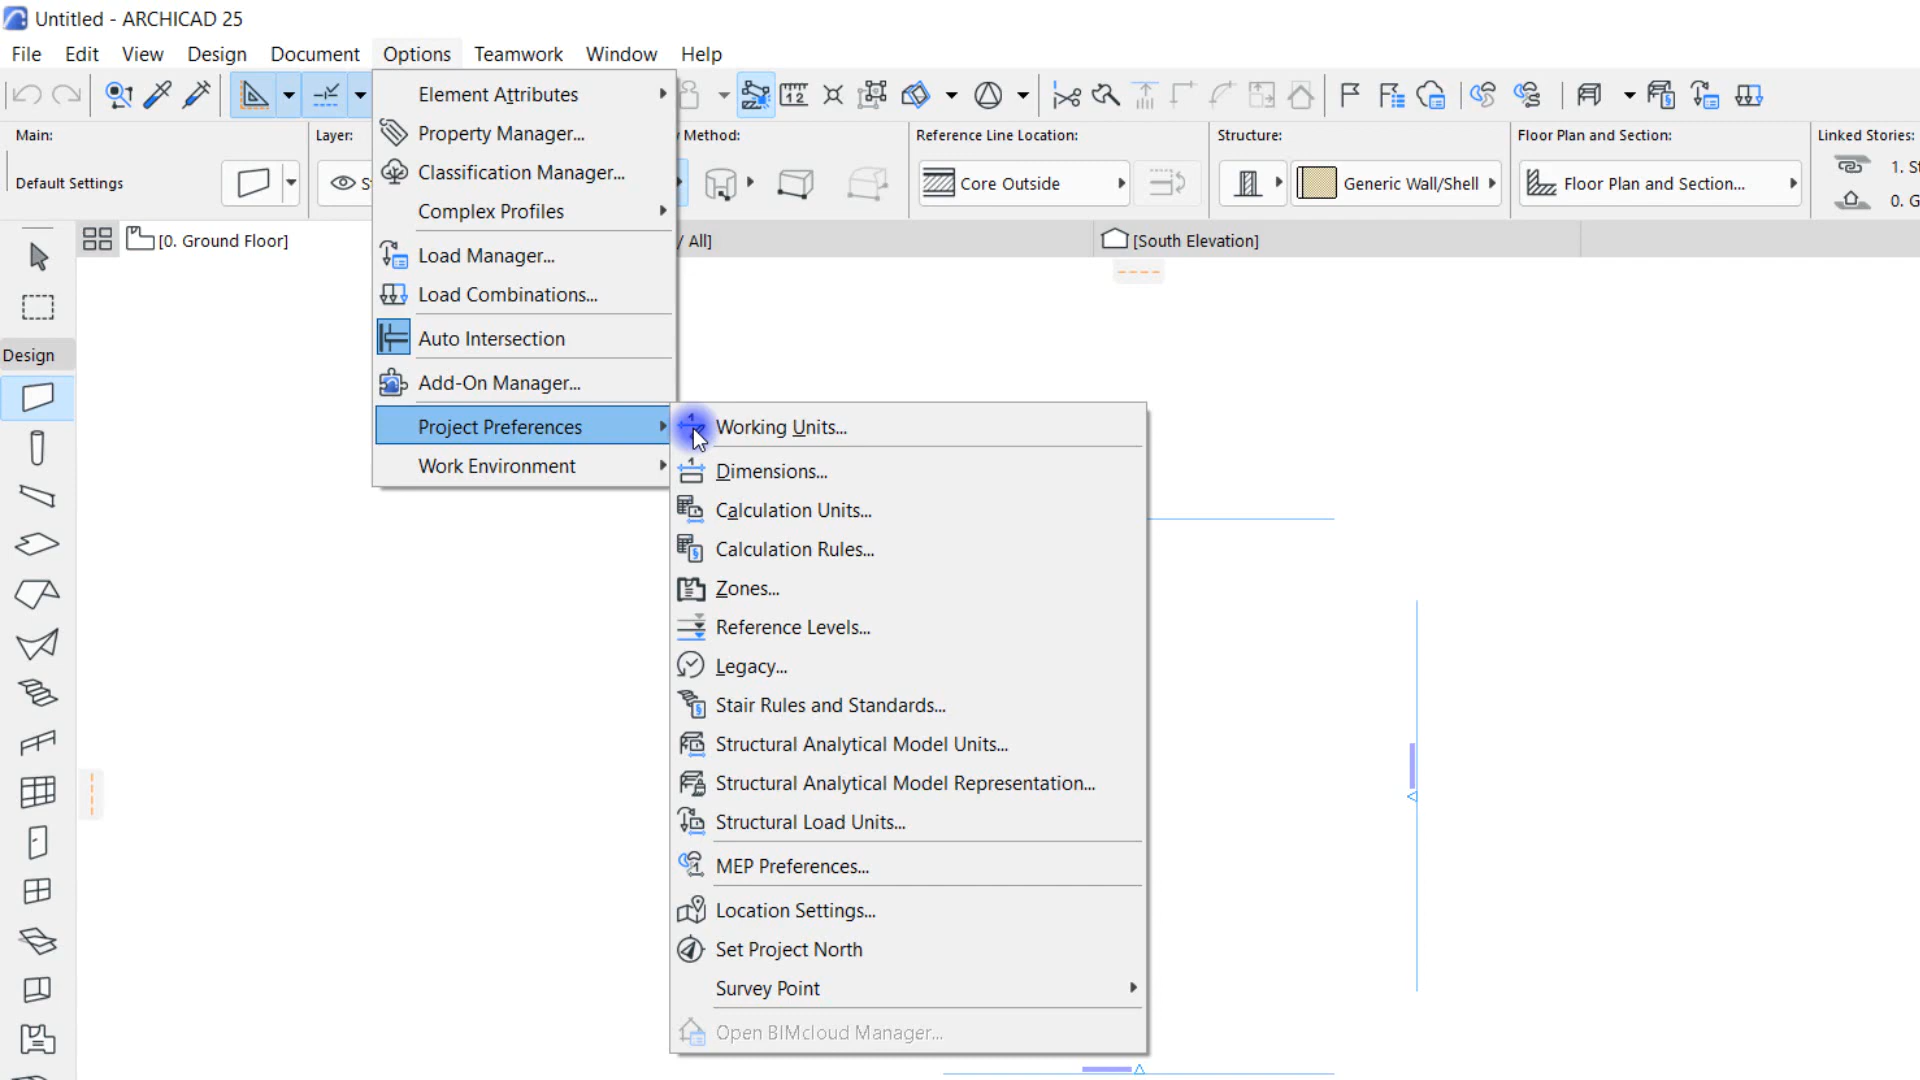 Untitled - ARCHICAD 25
File Edit View Design Document Options Teamwork Window Help
Main:
Layer:
Method:
Reference Line Location:
Structure:
Floor Plan and Section:
Linked Stories:
Default Settings
Core Outside
Generic Wall/Shell
Floor Plan and Section...
1. St
0. G
[0. Ground Floor]
/ All]
[South Elevation]
Design
Element Attributes
Property Manager...
Classification Manager...
Complex Profiles
Load Manager...
Load Combinations...
Auto Intersection
Add-On Manager...
Project Preferences
Work Environment
Working Units...
Dimensions...
Calculation Units...
Calculation Rules...
Zones...
Reference Levels...
Legacy...
Stair Rules and Standards...
Structural Analytical Model Units...
Structural Analytical Model Representation...
Structural Load Units...
MEP Preferences...
Location Settings...
Set Project North
Survey Point
Open BIMcloud Manager...